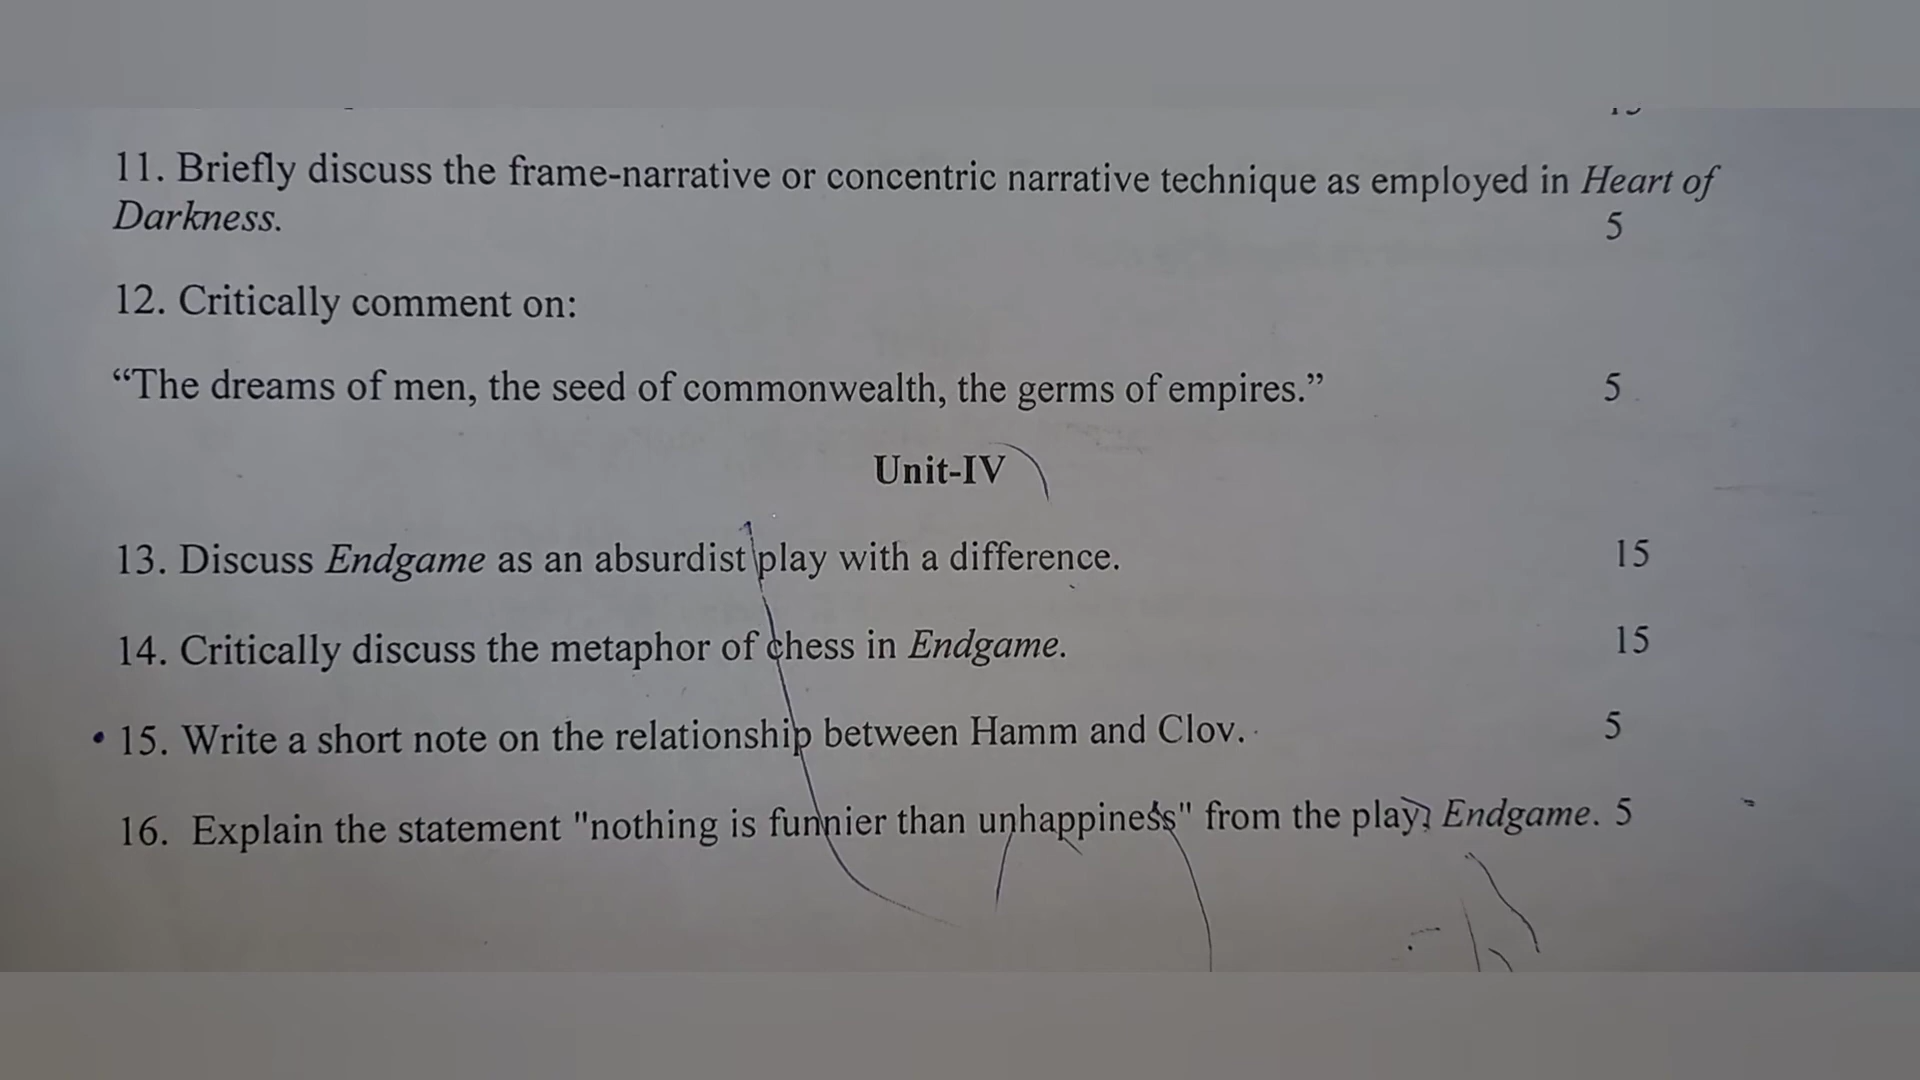 11. Briefly discuss the frame-narrative or concentric narrative technique as employed in Heart of
Darkness. 5
12. Critically comment on:
“The dreams of men, the seed of commonwealth, the germs of empires.” 5
Unit-IV
13. Discuss Endgame as an absurdist play with a difference. 15
14. Critically discuss the metaphor of chess in Endgame. 15
15. Write a short note on the relationship between Hamm and Clov. 5
16. Explain the statement "nothing is funnier than unhappiness" from the play, Endgame. 5